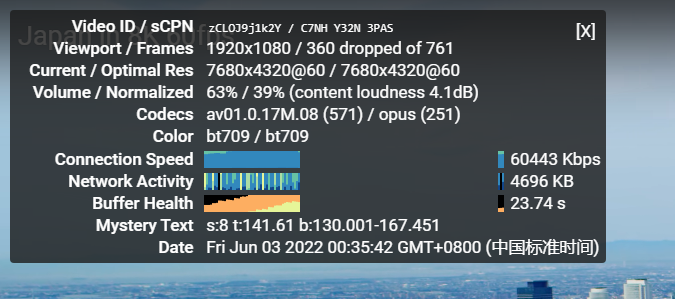 Japan in 8K 60fps
Video ID / sCPN zCLOJ9j1k2Y / C7NH Y32N 3PAS
[X]
Viewport / Frames 1920x1080 / 360 dropped of 761
Current / Optimal Res 7680x4320@60 / 7680x4320@60
Volume / Normalized 63% / 39% (content loudness 4.1dB)
Codecs av01.0.17M.08 (571) / opus (251)
Color bt709 / bt709
Connection Speed 60443 Kbps
Network Activity 4696 KB
Buffer Health 23.74 s
Mystery Text s:8 t:141.61 b:130.001-167.451
Date Fri Jun 03 2022 00:35:42 GMT+0800 (中国标准时间)